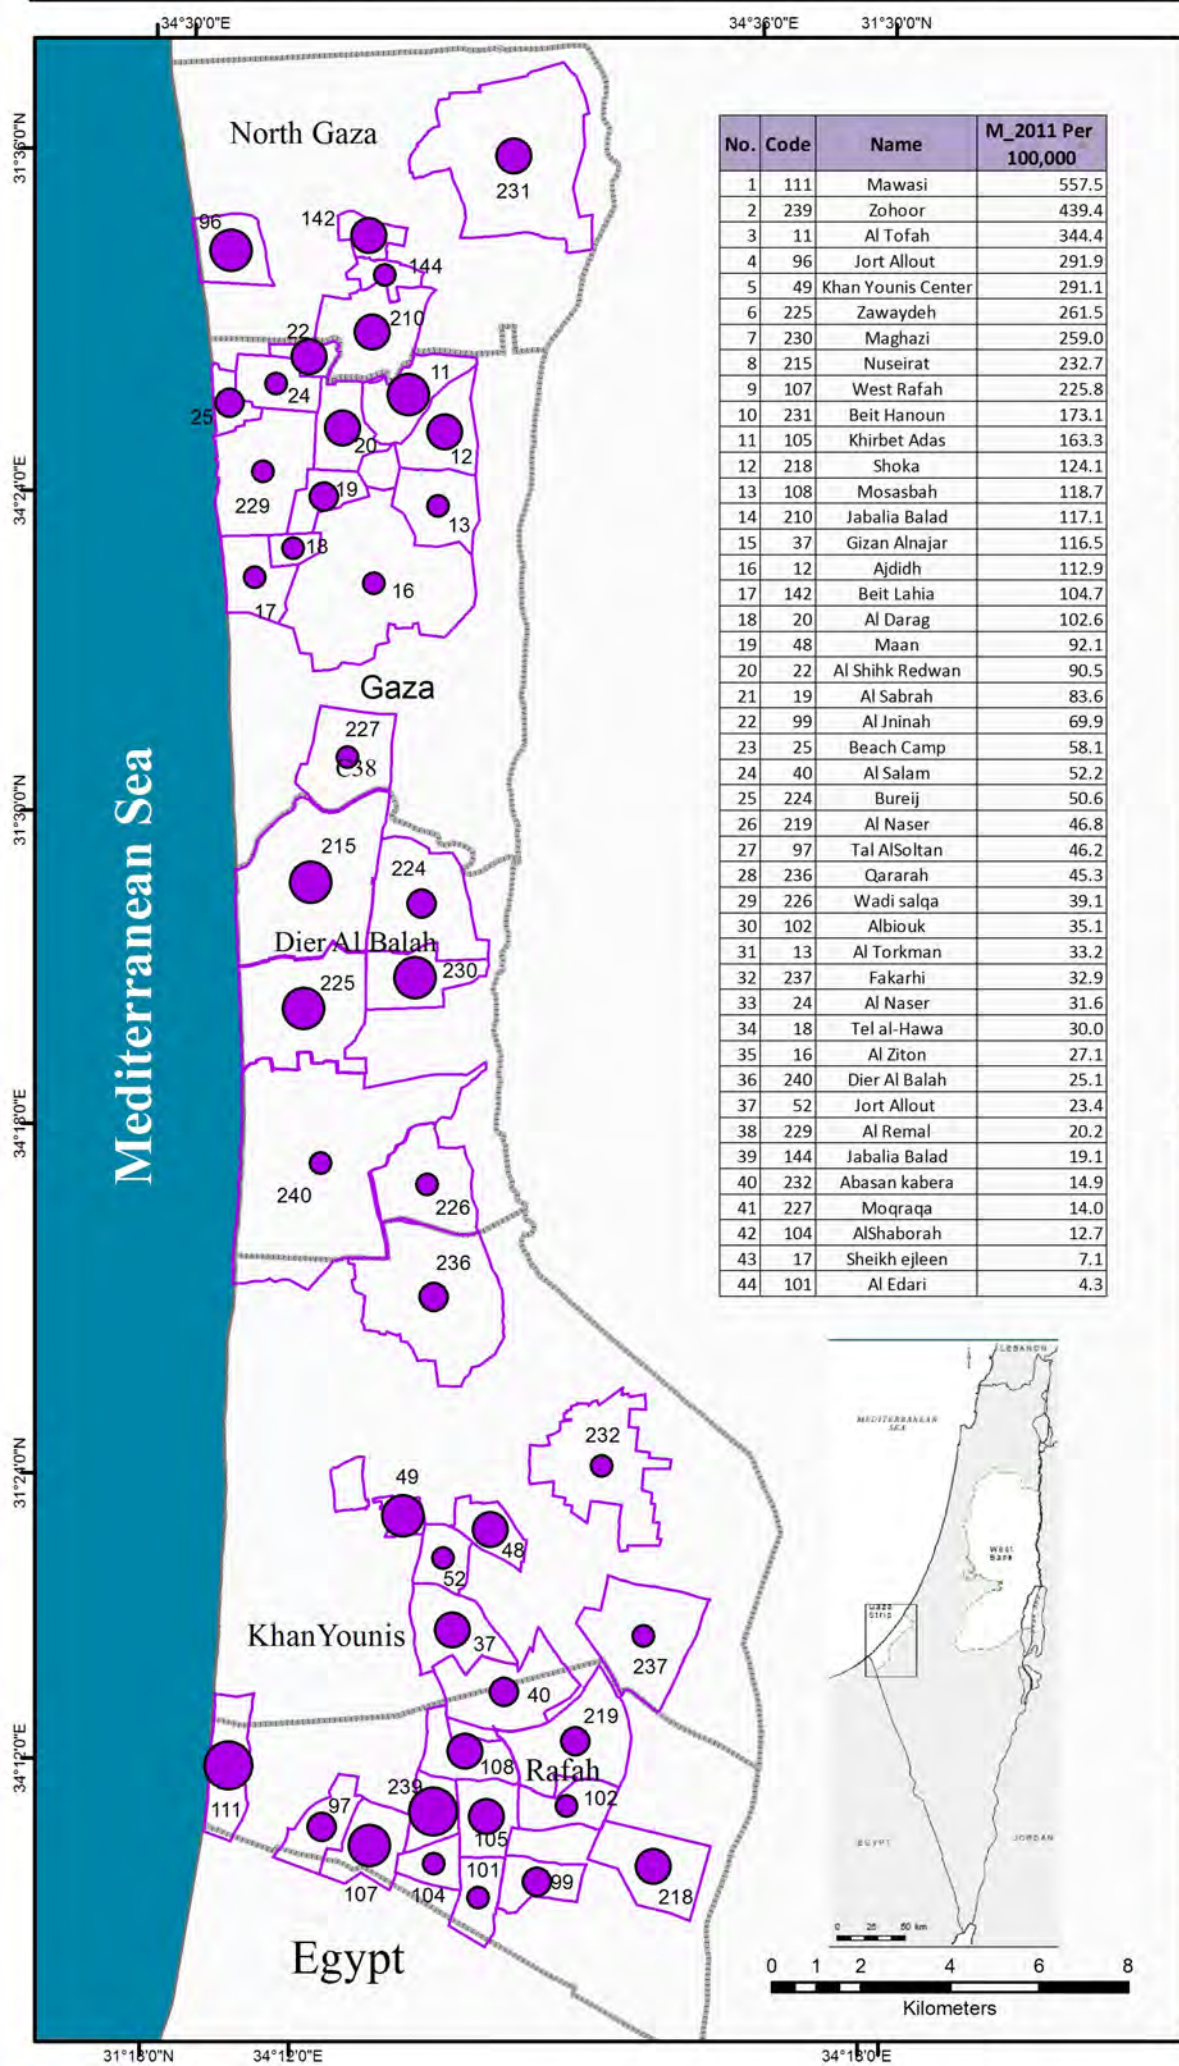 34°30'0"E
34°36'0"E
31°30'0"N
31°36'0"N
34°24'0"E
31°30'0"N
34°18'0"E
31°24'0"N
34°12'0"E
31°18'0"N
34°12'0"E
34°18'0"E
Mediterranean Sea
North Gaza
231
96
142
144
210
22
11
24
25
20
12
19
229
13
18
16
17
Gaza
227
C38
215
224
Dier Al Balah
230
225
240
226
236
232
49
48
52
KhanYounis
37
237
40
219
108
Rafah
239
102
111
97
105
101
107
104
99
218
Egypt
No. Code Name M_2011 Per 100,000
1 111 Mawasi 557.5
2 239 Zohoor 439.4
3 11 Al Tofah 344.4
4 96 Jort Allout 291.9
5 49 Khan Younis Center 291.1
6 225 Zawaydeh 261.5
7 230 Maghazi 259.0
8 215 Nuseirat 232.7
9 107 West Rafah 225.8
10 231 Beit Hanoun 173.1
11 105 Khirbet Adas 163.3
12 218 Shoka 124.1
13 108 Mosasbah 118.7
14 210 Jabalia Balad 117.1
15 37 Gizan Alnajar 116.5
16 12 Ajdidh 112.9
17 142 Beit Lahia 104.7
18 20 Al Darag 102.6
19 48 Maan 92.1
20 22 Al Shihk Redwan 90.5
21 19 Al Sabrah 83.6
22 99 Al Jninah 69.9
23 25 Beach Camp 58.1
24 40 Al Salam 52.2
25 224 Bureij 50.6
26 219 Al Naser 46.8
27 97 Tal AlSoltan 46.2
28 236 Qararah 45.3
29 226 Wadi salqa 39.1
30 102 Albiouk 35.1
31 13 Al Torkman 33.2
32 237 Fakarhi 32.9
33 24 Al Naser 31.6
34 18 Tel al-Hawa 30.0
35 16 Al Ziton 27.1
36 240 Dier Al Balah 25.1
37 52 Jort Allout 23.4
38 229 Al Remal 20.2
39 144 Jabalia Balad 19.1
40 232 Abasan kabera 14.9
41 227 Moqraqa 14.0
42 104 AlShaborah 12.7
43 17 Sheikh ejleen 7.1
44 101 Al Edari 4.3
LEBANON
MEDITERRANEAN
SEA
West
Bank
Gaza
Strip
EGYPT
JORDAN
0 25 50 km
0 1 2 4 6 8
Kilometers